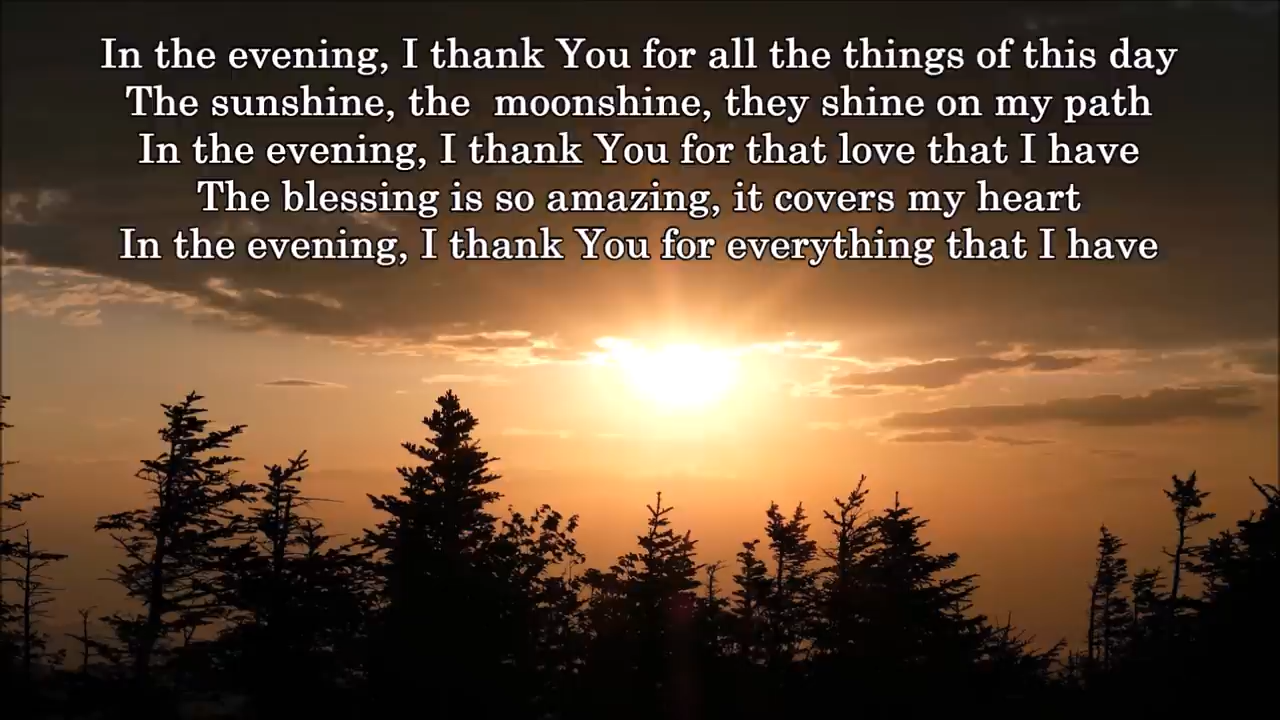 In the evening, I thank You for all the things of this day
The sunshine, the  moonshine, they shine on my path
In the evening, I thank You for that love that I have
The blessing is so amazing, it covers my heart
In the evening, I thank You for everything that I have